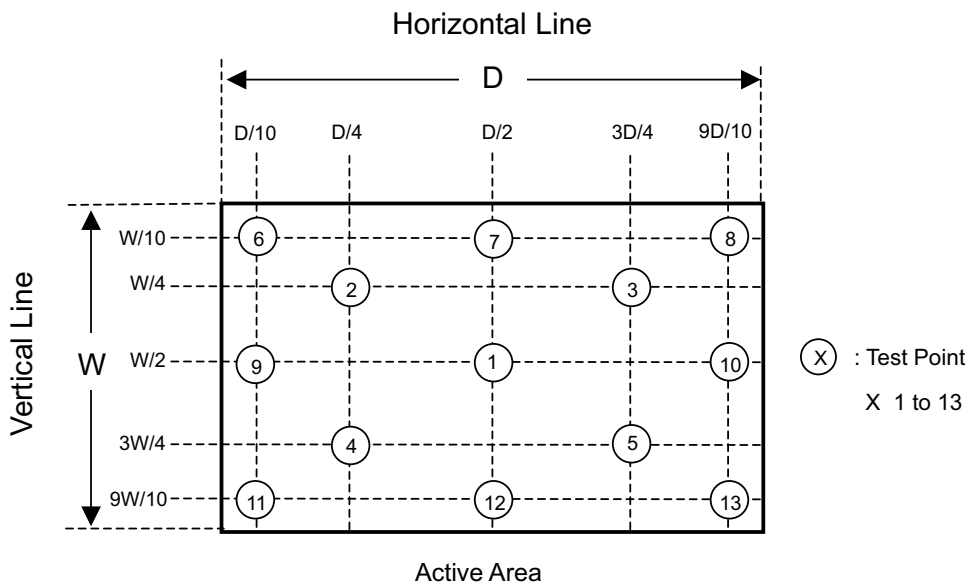 Horizontal Line
D
D/10 D/4 D/2 3D/4 9D/10
W/10 6 7 8
W/4 2 3
Vertical Line
W
W/2 9 1 10
X : Test Point
X 1 to 13
3W/4 4 5
9W/10 11 12 13
Active Area